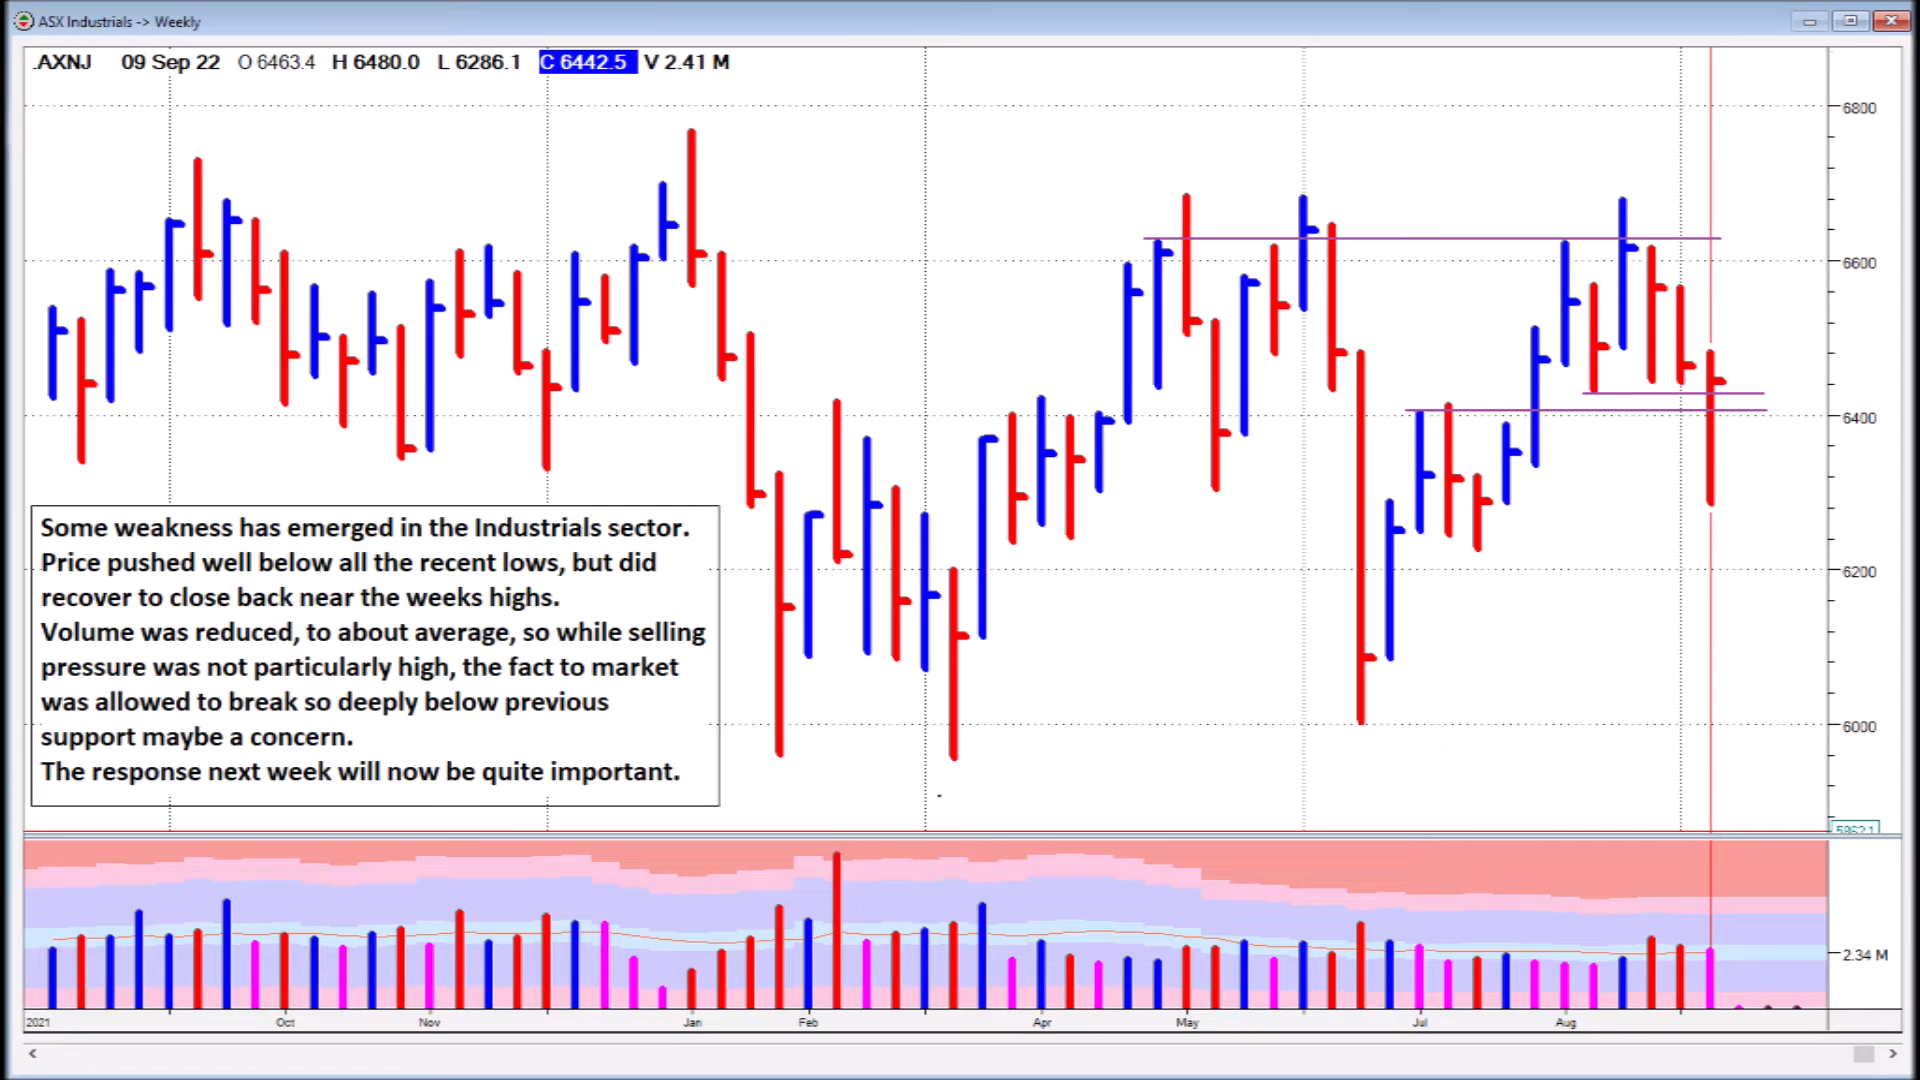 ASX Industrials -> Weekly
.AXNJ 09 Sep 22 O 6463.4 H 6480.0 L 6286.1 C 6442.5 V 2.41 M
6800
6600
6400
6200
6000
Some weakness has emerged in the Industrials sector.
Price pushed well below all the recent lows, but did
recover to close back near the weeks highs.
Volume was reduced, to about average, so while selling
pressure was not particularly high, the fact to market
was allowed to break so deeply below previous
support maybe a concern.
The response next week will now be quite important.
5862.1
2.34 M
2021 Oct Nov Jan Feb Apr May Jul Aug